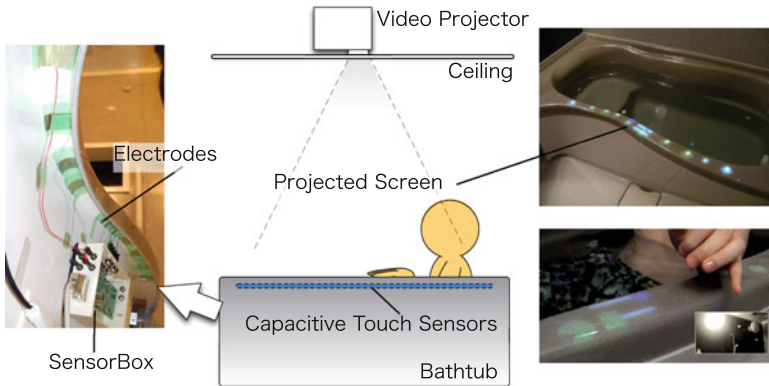 Video Projector
Ceiling
Electrodes
Projected Screen
Capacitive Touch Sensors
SensorBox
Bathtub